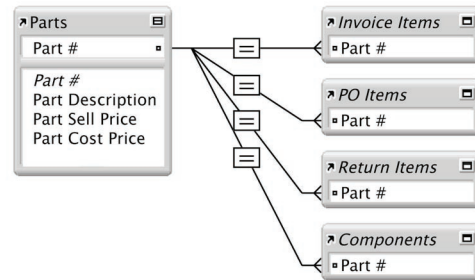 Parts
Part #
Part #
Part Description
Part Sell Price
Part Cost Price
=
=
=
=
Invoice Items
Part #
PO Items
Part #
Return Items
Part #
Components
Part #